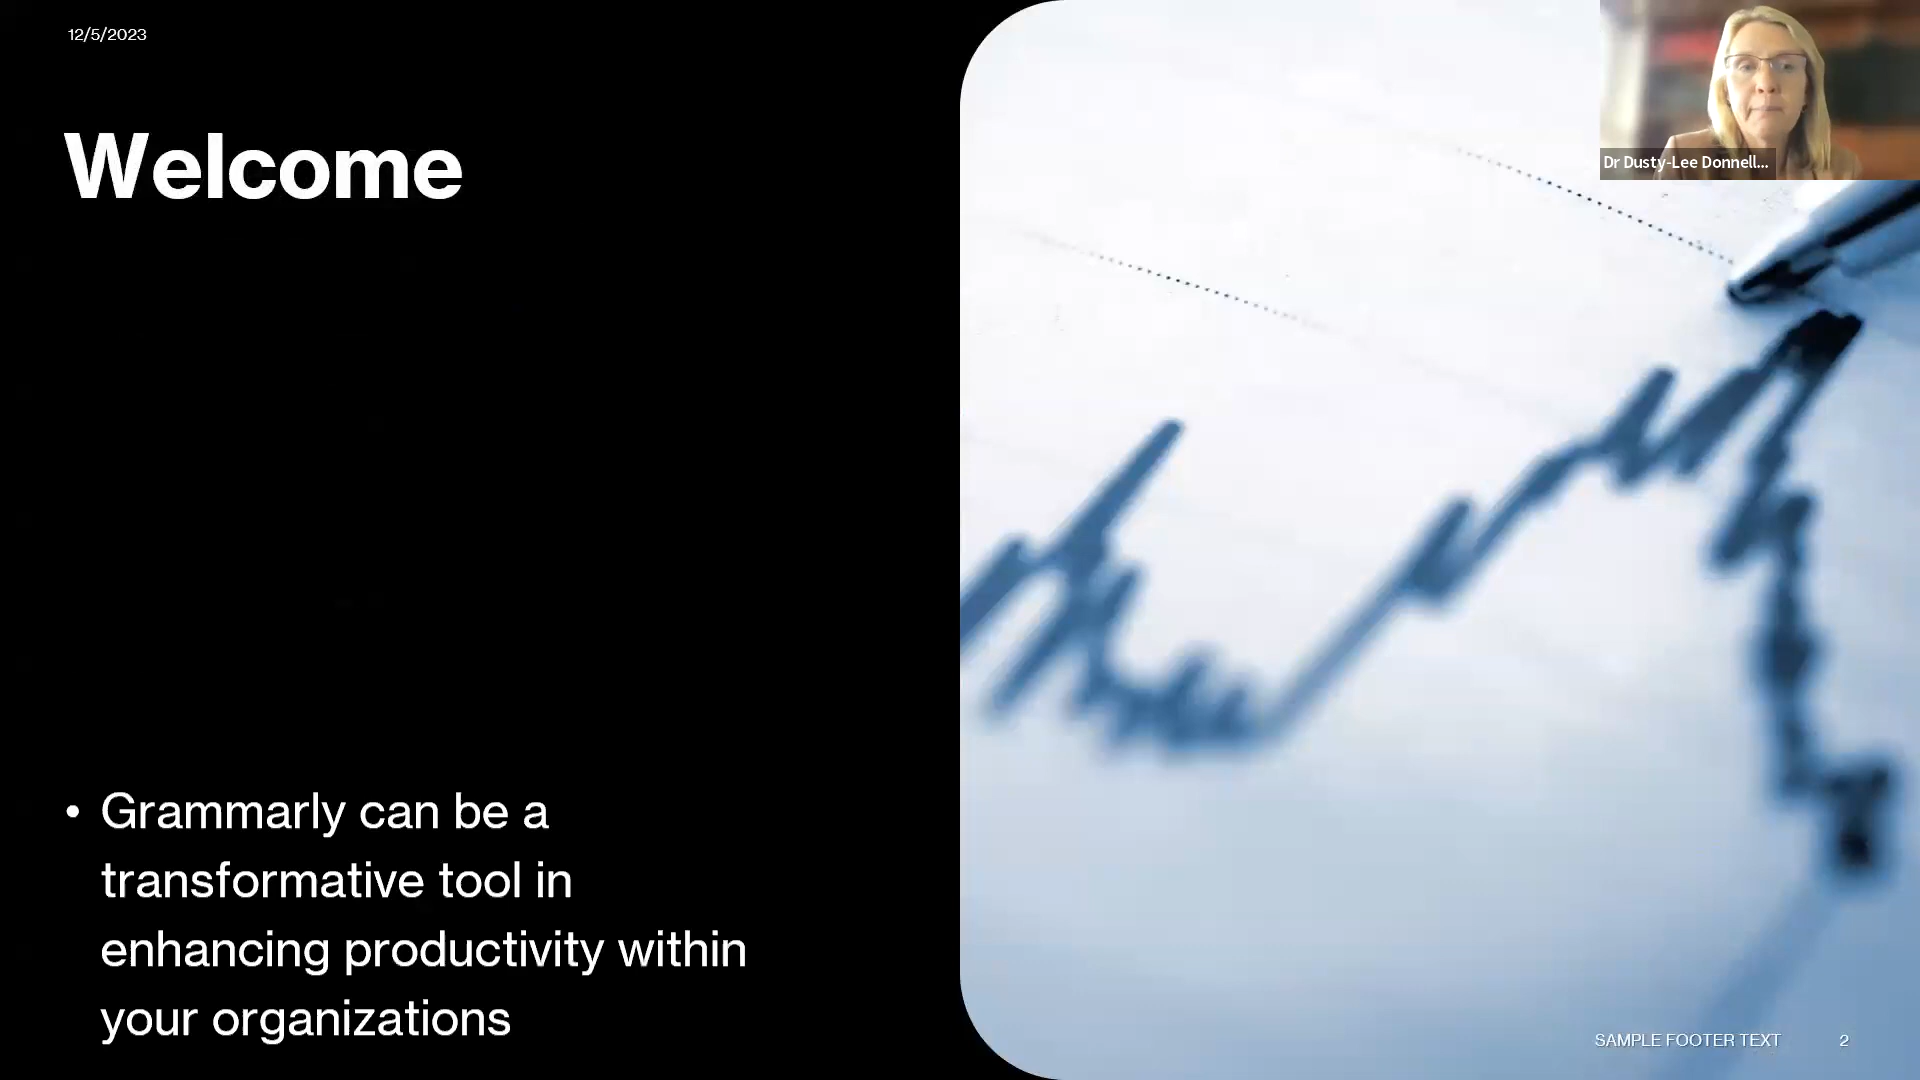 12/5/2023
Welcome
Dr Dusty-Lee Donnell...
• Grammarly can be a
transformative tool in
enhancing productivity within
your organizations
SAMPLE FOOTER TEXT
2